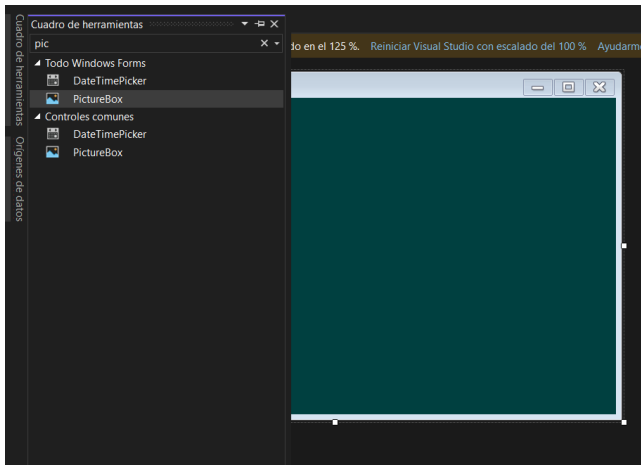 Cuadro de herramientas
Orígenes de datos
Cuadro de herramientas
pic
Todo Windows Forms
DateTimePicker
PictureBox
Controles comunes
DateTimePicker
PictureBox
do en el 125 %. Reiniciar Visual Studio con escalado del 100 % Ayudarme